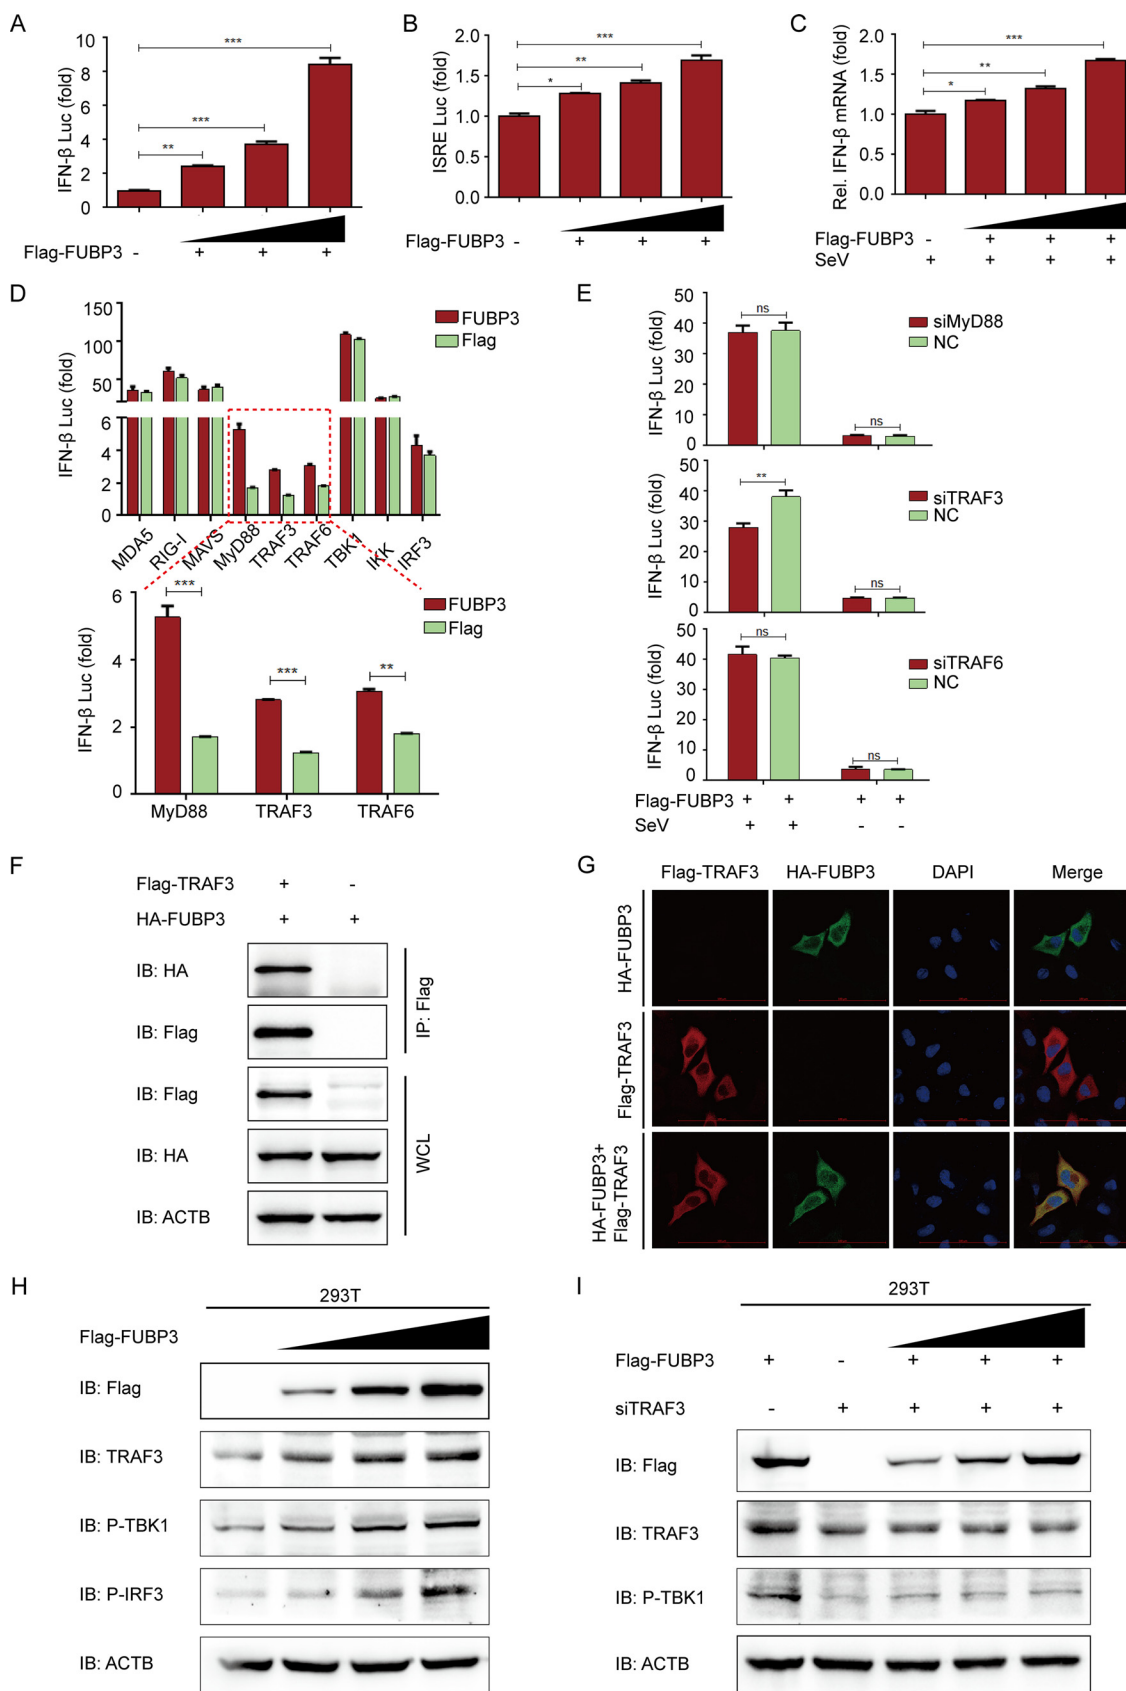 A
IFN-β Luc (fold)
10
8
6
4
2
0
***
***
**
Flag-FUBP3 - + + +
B
ISRE Luc (fold)
2.0
1.5
1.0
0.5
0.0
***
**
*
Flag-FUBP3 - + + +
C
Rel. IFN-β mRNA (fold)
2.0
1.5
1.0
0.5
0.0
***
**
*
Flag-FUBP3 - + + +
SeV + + + +
D
IFN-β Luc (fold)
150
100
50
6
4
2
0
FUBP3
Flag
MDA5 RIG-I MAVS MyD88 TRAF3 TRAF6 TBK1 IKK IRF3
IFN-β Luc (fold)
6
4
2
0
*** *** **
FUBP3
Flag
MyD88 TRAF3 TRAF6
E
IFN-β Luc (fold)
50
40
30
20
10
0
ns ns
siMyD88
NC
IFN-β Luc (fold)
50
40
30
20
10
0
** ns
siTRAF3
NC
IFN-β Luc (fold)
50
40
30
20
10
0
ns ns
siTRAF6
NC
Flag-FUBP3 + + + +
SeV + + - -
F
Flag-TRAF3 + -
HA-FUBP3 + +
IB: HA
IB: Flag
IP: Flag
IB: Flag
IB: HA
IB: ACTB
WCL
G
Flag-TRAF3 HA-FUBP3 DAPI Merge
HA-FUBP3
Flag-TRAF3
HA-FUBP3+
Flag-TRAF3
H
293T
Flag-FUBP3
IB: Flag
IB: TRAF3
IB: P-TBK1
IB: P-IRF3
IB: ACTB
I
293T
Flag-FUBP3 + - + + +
siTRAF3 - + + + +
IB: Flag
IB: TRAF3
IB: P-TBK1
IB: ACTB